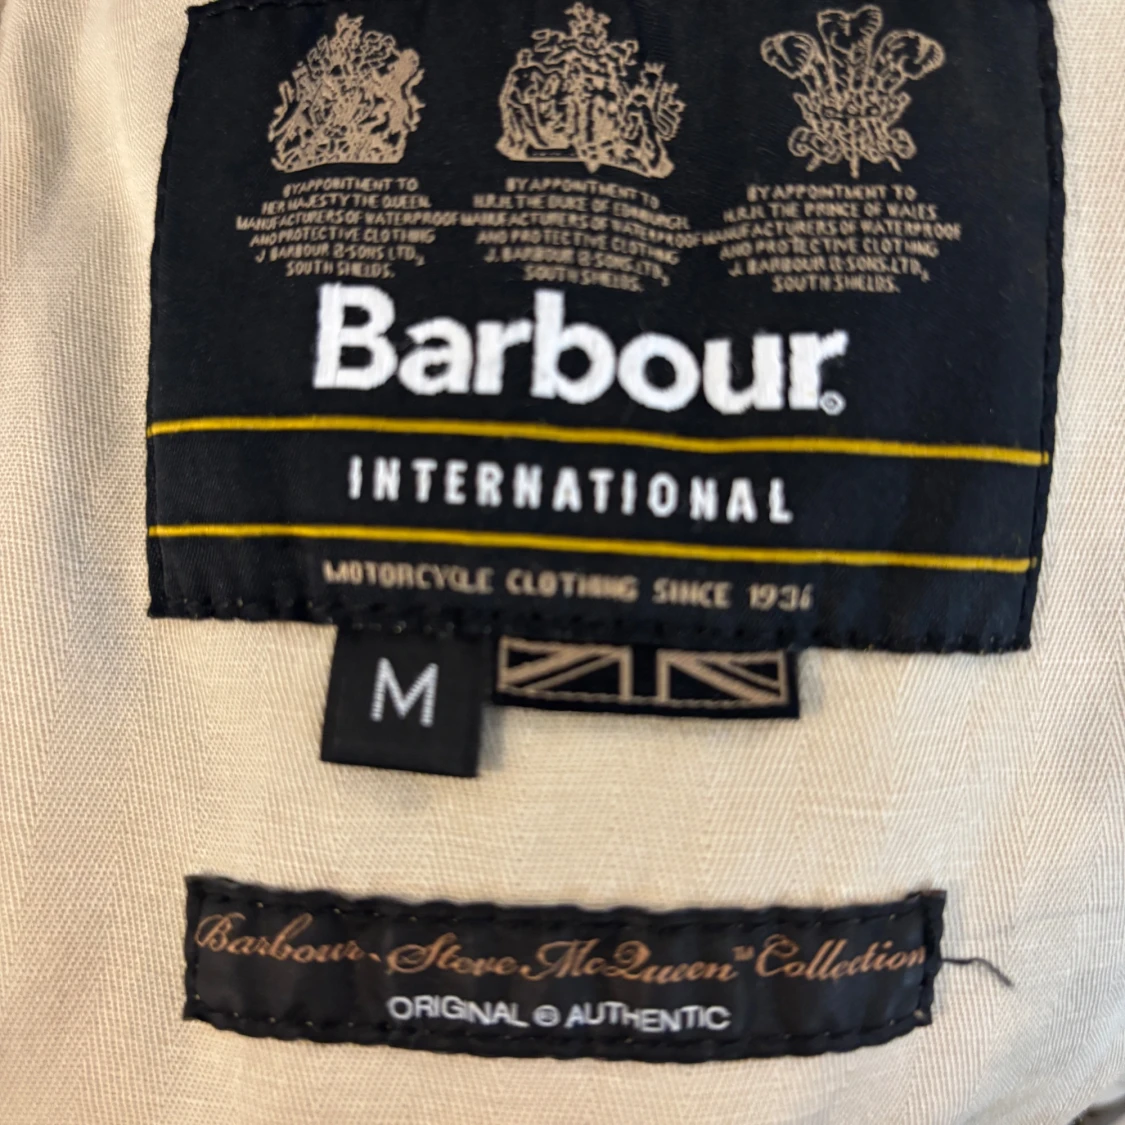 BY APPOINTMENT TO
HER MAJESTY THE QUEEN
MANUFACTURERS OF WATERPROOF
AND PROTECTIVE CLOTHING
J. BARBOUR & SONS LTD,
SOUTH SHIELDS.
BY APPOINTMENT TO
H.R.H. THE DUKE OF EDINBURGH
MANUFACTURERS OF WATERPROOF
AND PROTECTIVE CLOTHING
J. BARBOUR & SONS LTD,
SOUTH SHIELDS.
BY APPOINTMENT TO
H.R.H. THE PRINCE OF WALES
MANUFACTURERS OF WATERPROOF
AND PROTECTIVE CLOTHING
J. BARBOUR & SONS LTD,
SOUTH SHIELDS.
Barbour®
INTERNATIONAL
MOTORCYCLE CLOTHING SINCE 1936
M
Barbour. Steve McQueen™ Collection
ORIGINAL & AUTHENTIC